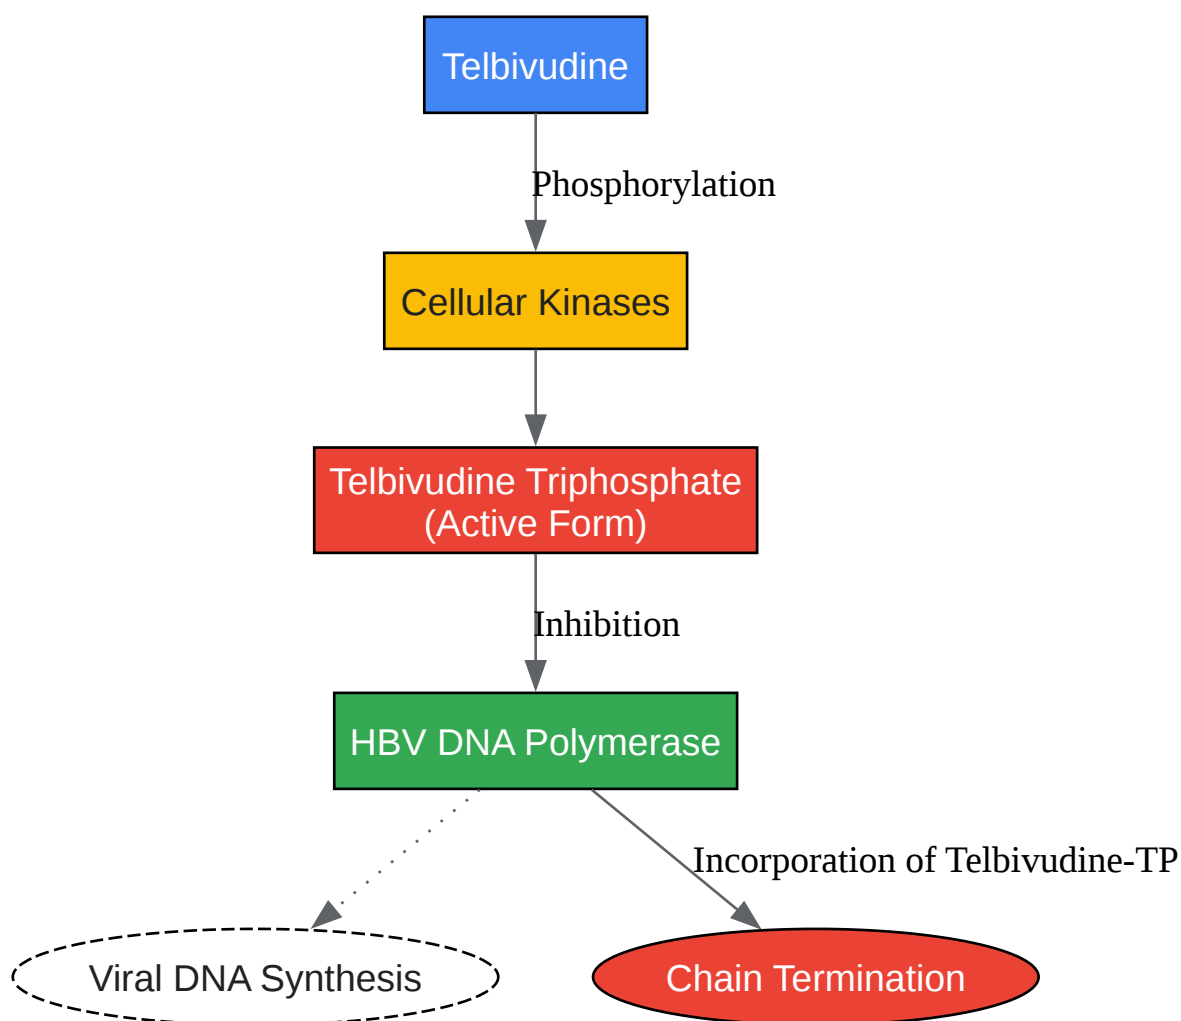 Telbivudine
Phosphorylation
Cellular Kinases
Telbivudine Triphosphate
(Active Form)
Inhibition
HBV DNA Polymerase
Incorporation of Telbivudine-TP
Viral DNA Synthesis
Chain Termination